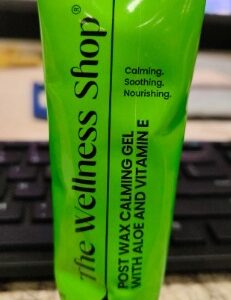 The Wellness Shop®
Calming.
Soothing.
Nourishing.
POST WAX CALMING GEL
WITH ALOE AND VITAMIN E